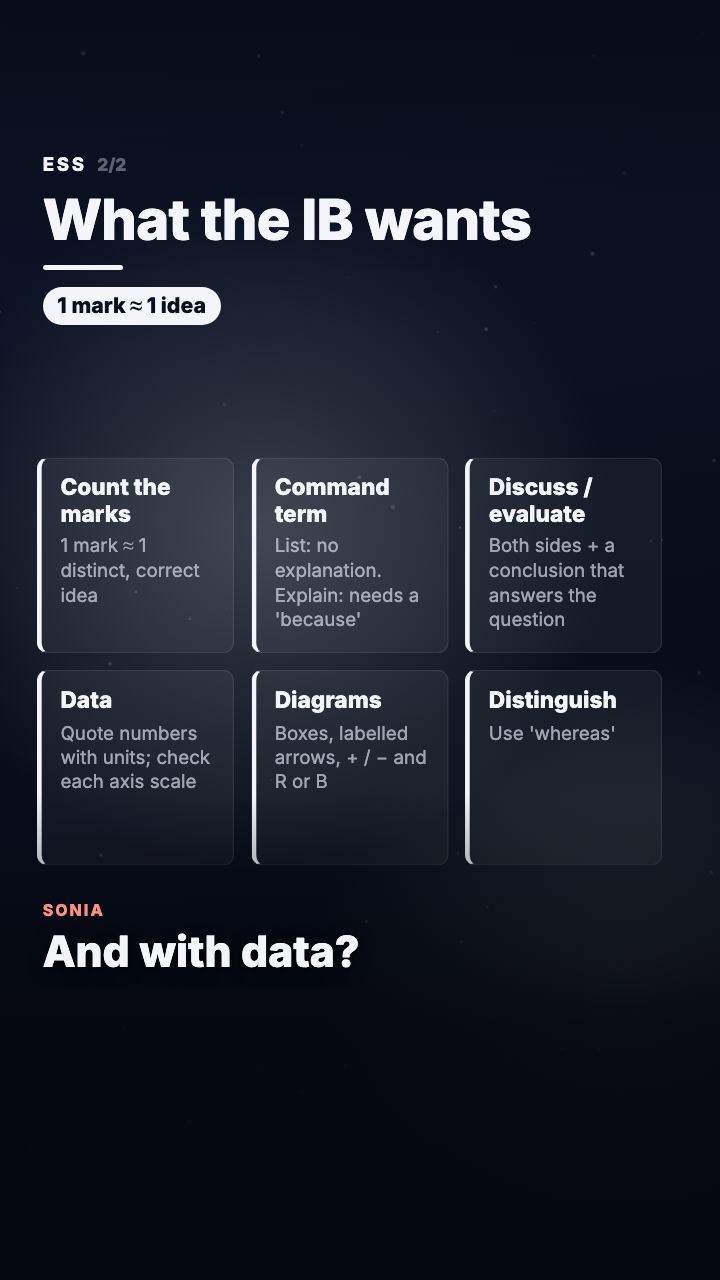 ESS 2/2
What the IB wants
1 mark ≈ 1 idea
Count the
marks
1 mark ≈ 1
distinct, correct
idea
Command
term
List: no
explanation.
Explain: needs a
'because'
Discuss /
evaluate
Both sides + a
conclusion that
answers the
question
Data
Quote numbers
with units; check
each axis scale
Diagrams
Boxes, labelled
arrows, + / − and
R or B
Distinguish
Use 'whereas'
SONIA
And with data?